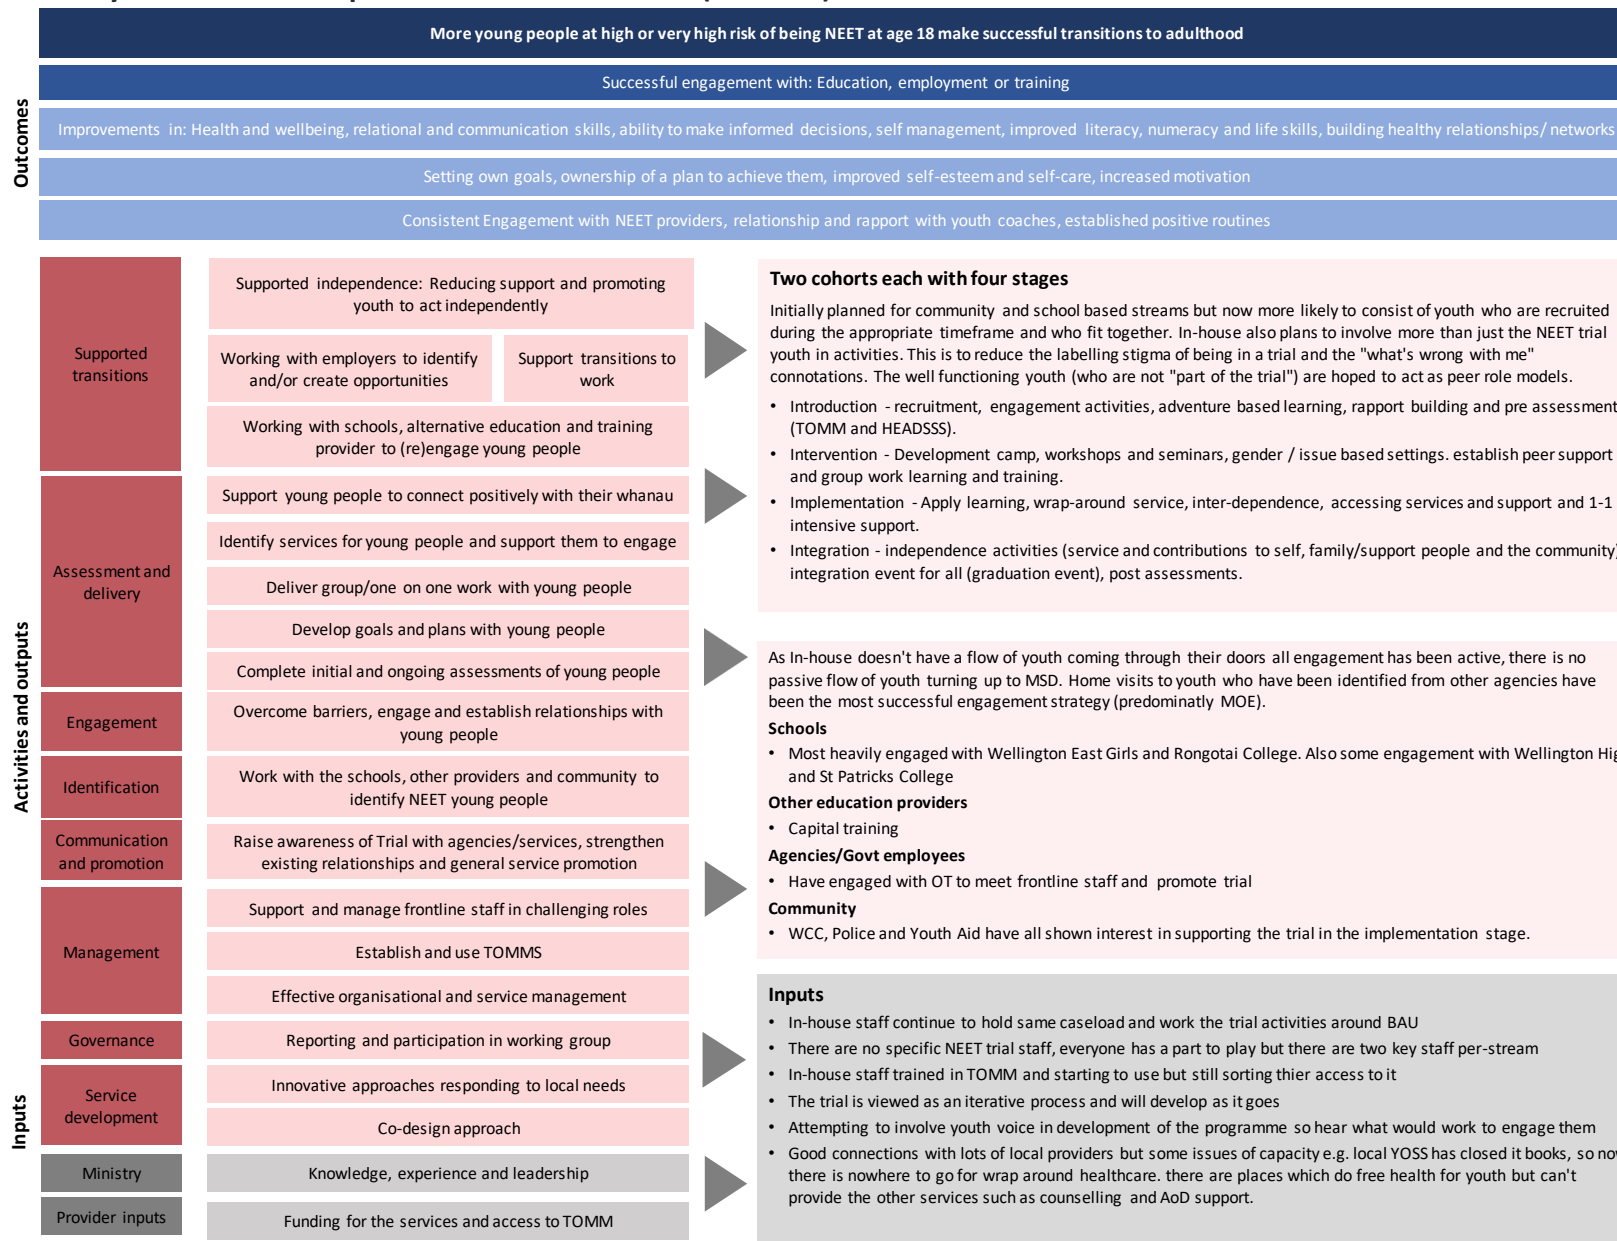 More young people at high or very high risk of being NEET at age 18 make successful transitions to adulthood
Successful engagement with: Education, employment or training
Improvements in: Health and wellbeing, relational and communication skills, ability to make informed decisions, self management, improved literacy, numeracy and life skills, building healthy relationships/ networks
Setting own goals, ownership of a plan to achieve them, improved self-esteem and self-care, increased motivation
Consistent Engagement with NEET providers, relationship and rapport with youth coaches, established positive routines
Outcomes
Activities and outputs
Inputs
Supported
transitions
Supported independence: Reducing support and promoting
youth to act independently
Working with employers to identify
and/or create opportunities
Support transitions to
work
Working with schools, alternative education and training
provider to (re)engage young people
Assessment and
delivery
Support young people to connect positively with their whanau
Identify services for young people and support them to engage
Deliver group/one on one work with young people
Develop goals and plans with young people
Complete initial and ongoing assessments of young people
Engagement
Overcome barriers, engage and establish relationships with
young people
Identification
Work with the schools, other providers and community to
identify NEET young people
Communication
and promotion
Raise awareness of Trial with agencies/services, strengthen
existing relationships and general service promotion
Management
Support and manage frontline staff in challenging roles
Establish and use TOMMS
Effective organisational and service management
Governance
Reporting and participation in working group
Service
development
Innovative approaches responding to local needs
Co-design approach
Ministry
Knowledge, experience and leadership
Provider inputs
Funding for the services and access to TOMM
Two cohorts each with four stages
Initially planned for community and school based streams but now more likely to consist of youth who are recruited
during the appropriate timeframe and who fit together. In-house also plans to involve more than just the NEET trial
youth in activities. This is to reduce the labelling stigma of being in a trial and the "what's wrong with me"
connotations. The well functioning youth (who are not "part of the trial") are hoped to act as peer role models.
• Introduction - recruitment, engagement activities, adventure based learning, rapport building and pre assessment
(TOMM and HEADSSS).
• Intervention - Development camp, workshops and seminars, gender / issue based settings. establish peer support
and group work learning and training.
• Implementation - Apply learning, wrap-around service, inter-dependence, accessing services and support and 1-1
intensive support.
• Integration - independence activities (service and contributions to self, family/support people and the community)
integration event for all (graduation event), post assessments.
As In-house doesn't have a flow of youth coming through their doors all engagement has been active, there is no
passive flow of youth turning up to MSD. Home visits to youth who have been identified from other agencies have
been the most successful engagement strategy (predominatly MOE).
Schools
• Most heavily engaged with Wellington East Girls and Rongotai College. Also some engagement with Wellington Hig
and St Patricks College
Other education providers
• Capital training
Agencies/Govt employees
• Have engaged with OT to meet frontline staff and promote trial
Community
• WCC, Police and Youth Aid have all shown interest in supporting the trial in the implementation stage.
Inputs
• In-house staff continue to hold same caseload and work the trial activities around BAU
• There are no specific NEET trial staff, everyone has a part to play but there are two key staff per-stream
• In-house staff trained in TOMM and starting to use but still sorting thier access to it
• The trial is viewed as an iterative process and will develop as it goes
• Attempting to involve youth voice in development of the programme so hear what would work to engage them
• Good connections with lots of local providers but some issues of capacity e.g. local YOSS has closed it books, so now
there is nowhere to go for wrap around healthcare. there are places which do free health for youth but can't
provide the other services such as counselling and AoD support.